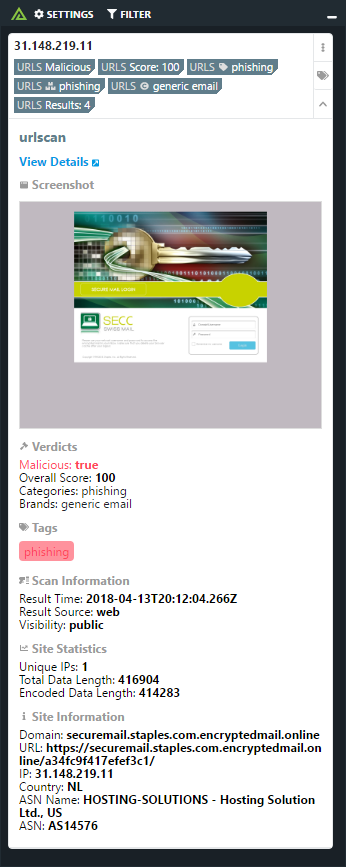 SETTINGS FILTER
31.148.219.11
URLS Malicious URLS Score: 100 URLS phishing
URLS phishing URLS generic email
URLS Results: 4
urlscan
View Details
Screenshot
SECURE MAIL LOGIN
SECC
SWISS MAIL
Verdicts
Malicious: true
Overall Score: 100
Categories: phishing
Brands: generic email
Tags
phishing
Scan Information
Result Time: 2018-04-13T20:12:04.266Z
Result Source: web
Visibility: public
Site Statistics
Unique IPs: 1
Total Data Length: 416904
Encoded Data Length: 414283
Site Information
Domain: securemail.staples.com.encryptedmail.online
URL: https://securemail.staples.com.encryptedmail.on
line/a34fc9f417efef3c1/
IP: 31.148.219.11
Country: NL
ASN Name: HOSTING-SOLUTIONS - Hosting Solution
Ltd., US
ASN: AS14576